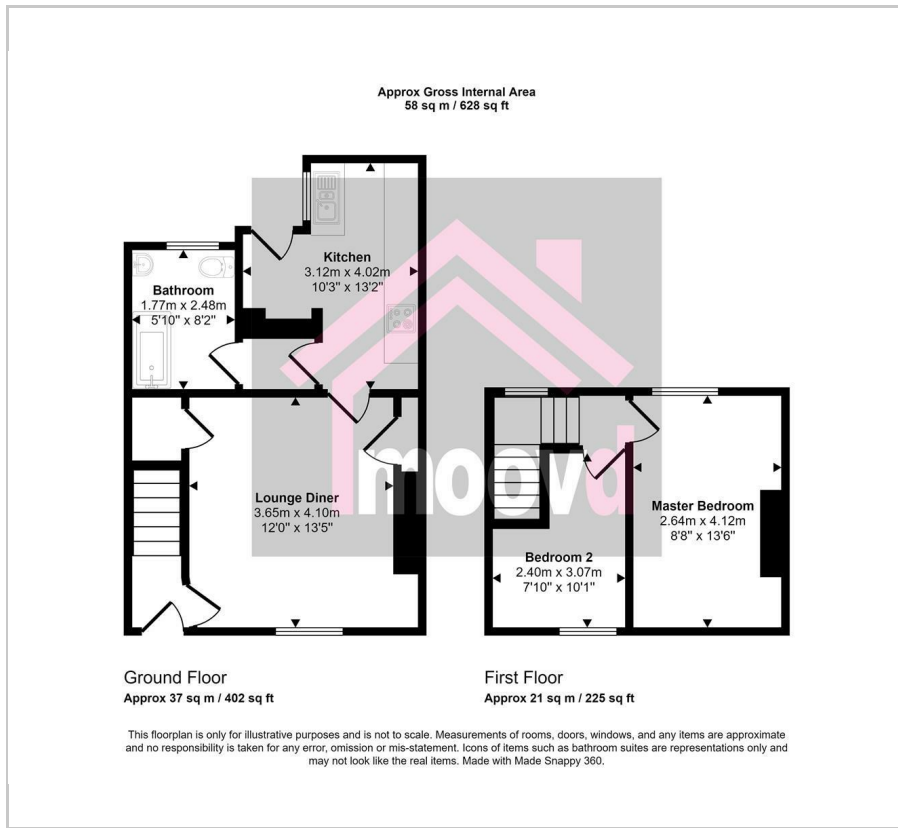 Approx Gross Internal Area
58 sq m / 628 sq ft
Kitchen
3.12m x 4.02m
10'3" x 13'2"
Bathroom
1.77m x 2.48m
5'10" x 8'2"
moovd
Lounge Diner
3.65m x 4.10m
12'0" x 13'5"
Master Bedroom
2.64m x 4.12m
8'8" x 13'6"
Bedroom 2
2.40m x 3.07m
7'10" x 10'1"
Ground Floor
Approx 37 sq m / 402 sq ft
First Floor
Approx 21 sq m / 225 sq ft
This floorplan is only for illustrative purposes and is not to scale. Measurements of rooms, doors, windows, and any items are approximate
and no responsibility is taken for any error, omission or mis-statement. Icons of items such as bathroom suites are representations only and
may not look like the real items. Made with Made Snappy 360.